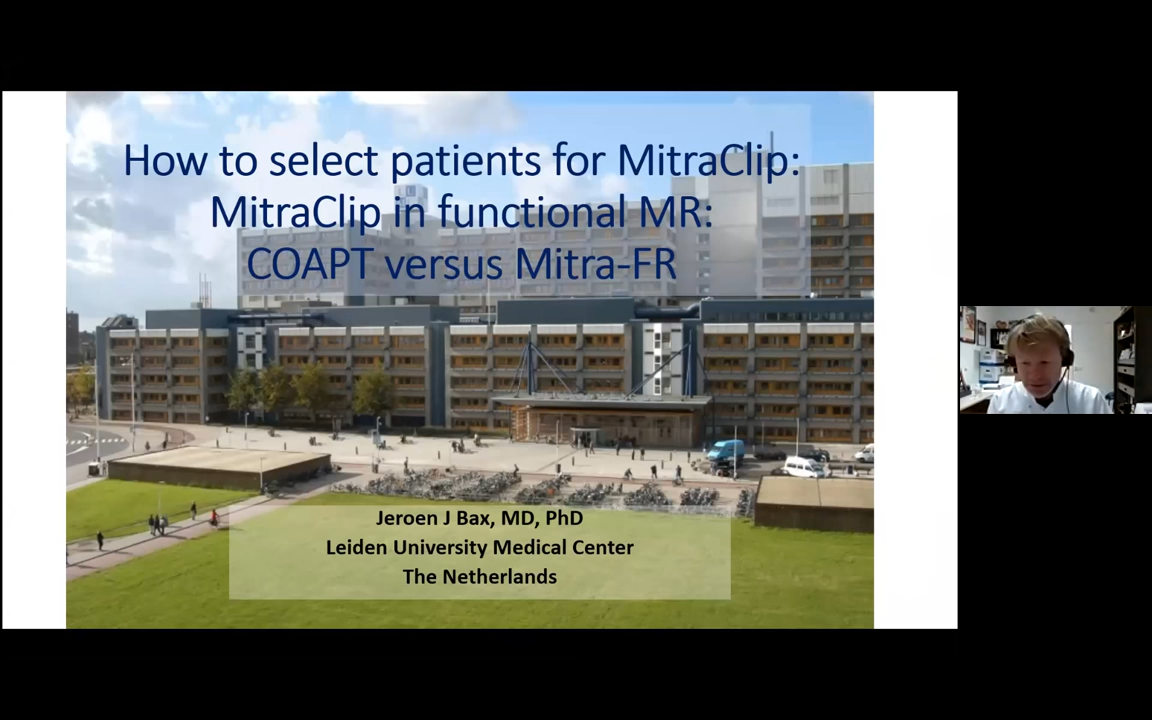 How to select patients for MitraClip:
MitraClip in functional MR:
COAPT versus Mitra-FR
Jeroen J Bax, MD, PhD
Leiden University Medical Center
The Netherlands